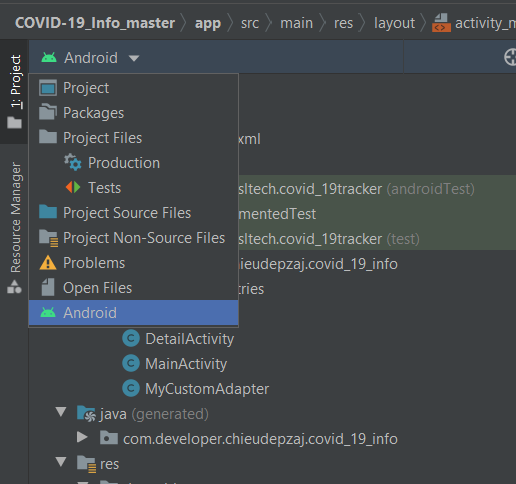 COVID-19_Info_master 〉 app 〉 src 〉 main 〉 res 〉 layout 〉 activity_m
1: Project
Resource Manager
Android
Project
Packages
Project Files
xml
Production
Tests
sltech.covid_19tracker (androidTest)
Project Source Files
mentedTest
Project Non-Source Files
sltech.covid_19tracker (test)
Problems
hieudepzaj.covid_19_info
Open Files
tries
Android
DetailActivity
MainActivity
MyCustomAdapter
java (generated)
com.developer.chieudepzaj.covid_19_info
res